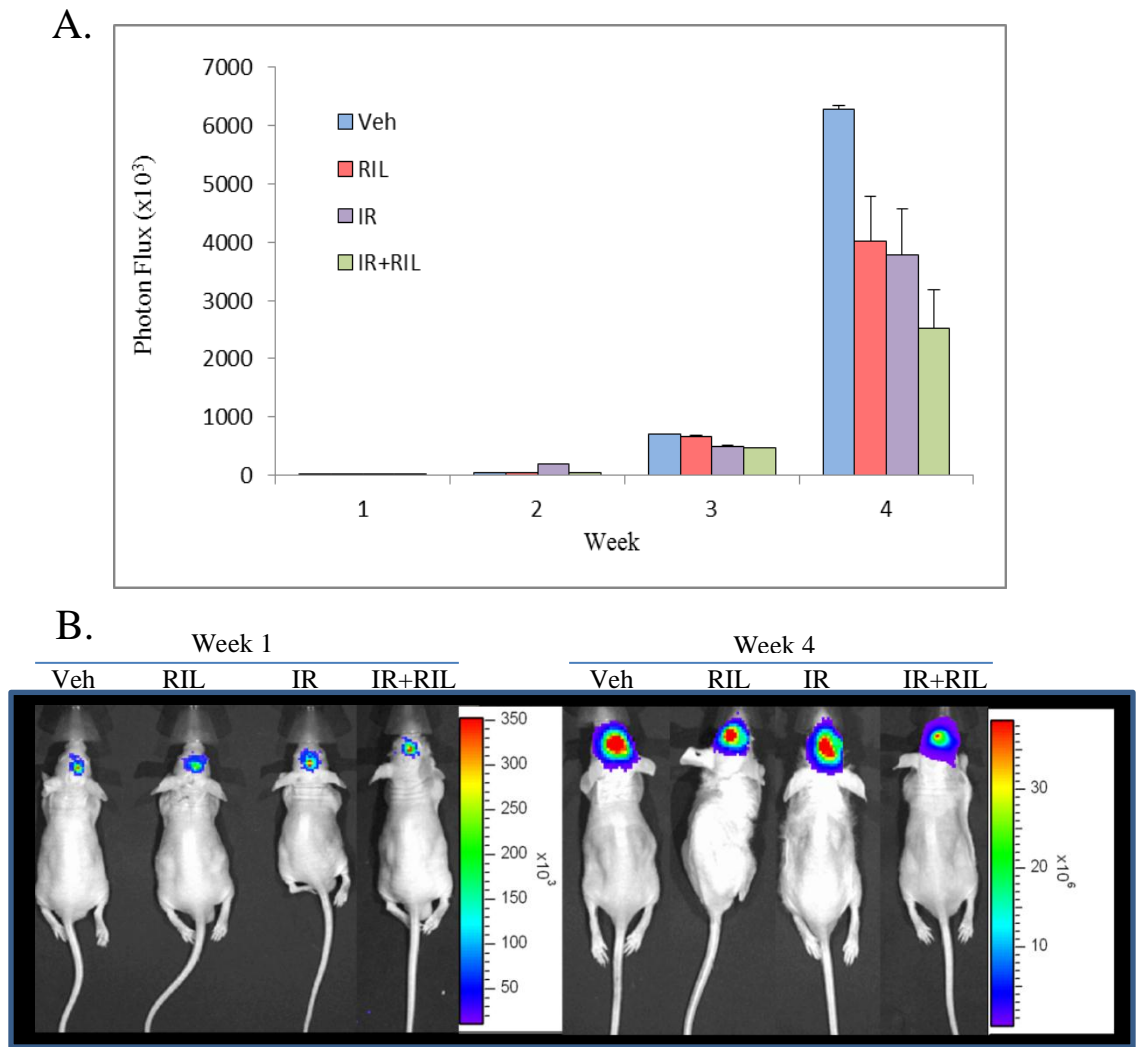 A.
7000
6000
5000
4000
3000
2000
1000
0
Photon Flux (x10³)
Veh
RIL
IR
IR+RIL
1 2 3 4
Week
B.
Week 1
Veh RIL IR IR+RIL
350
300
250
200
150
100
50
x10³
Week 4
Veh RIL IR IR+RIL
30
20
10
x10⁶